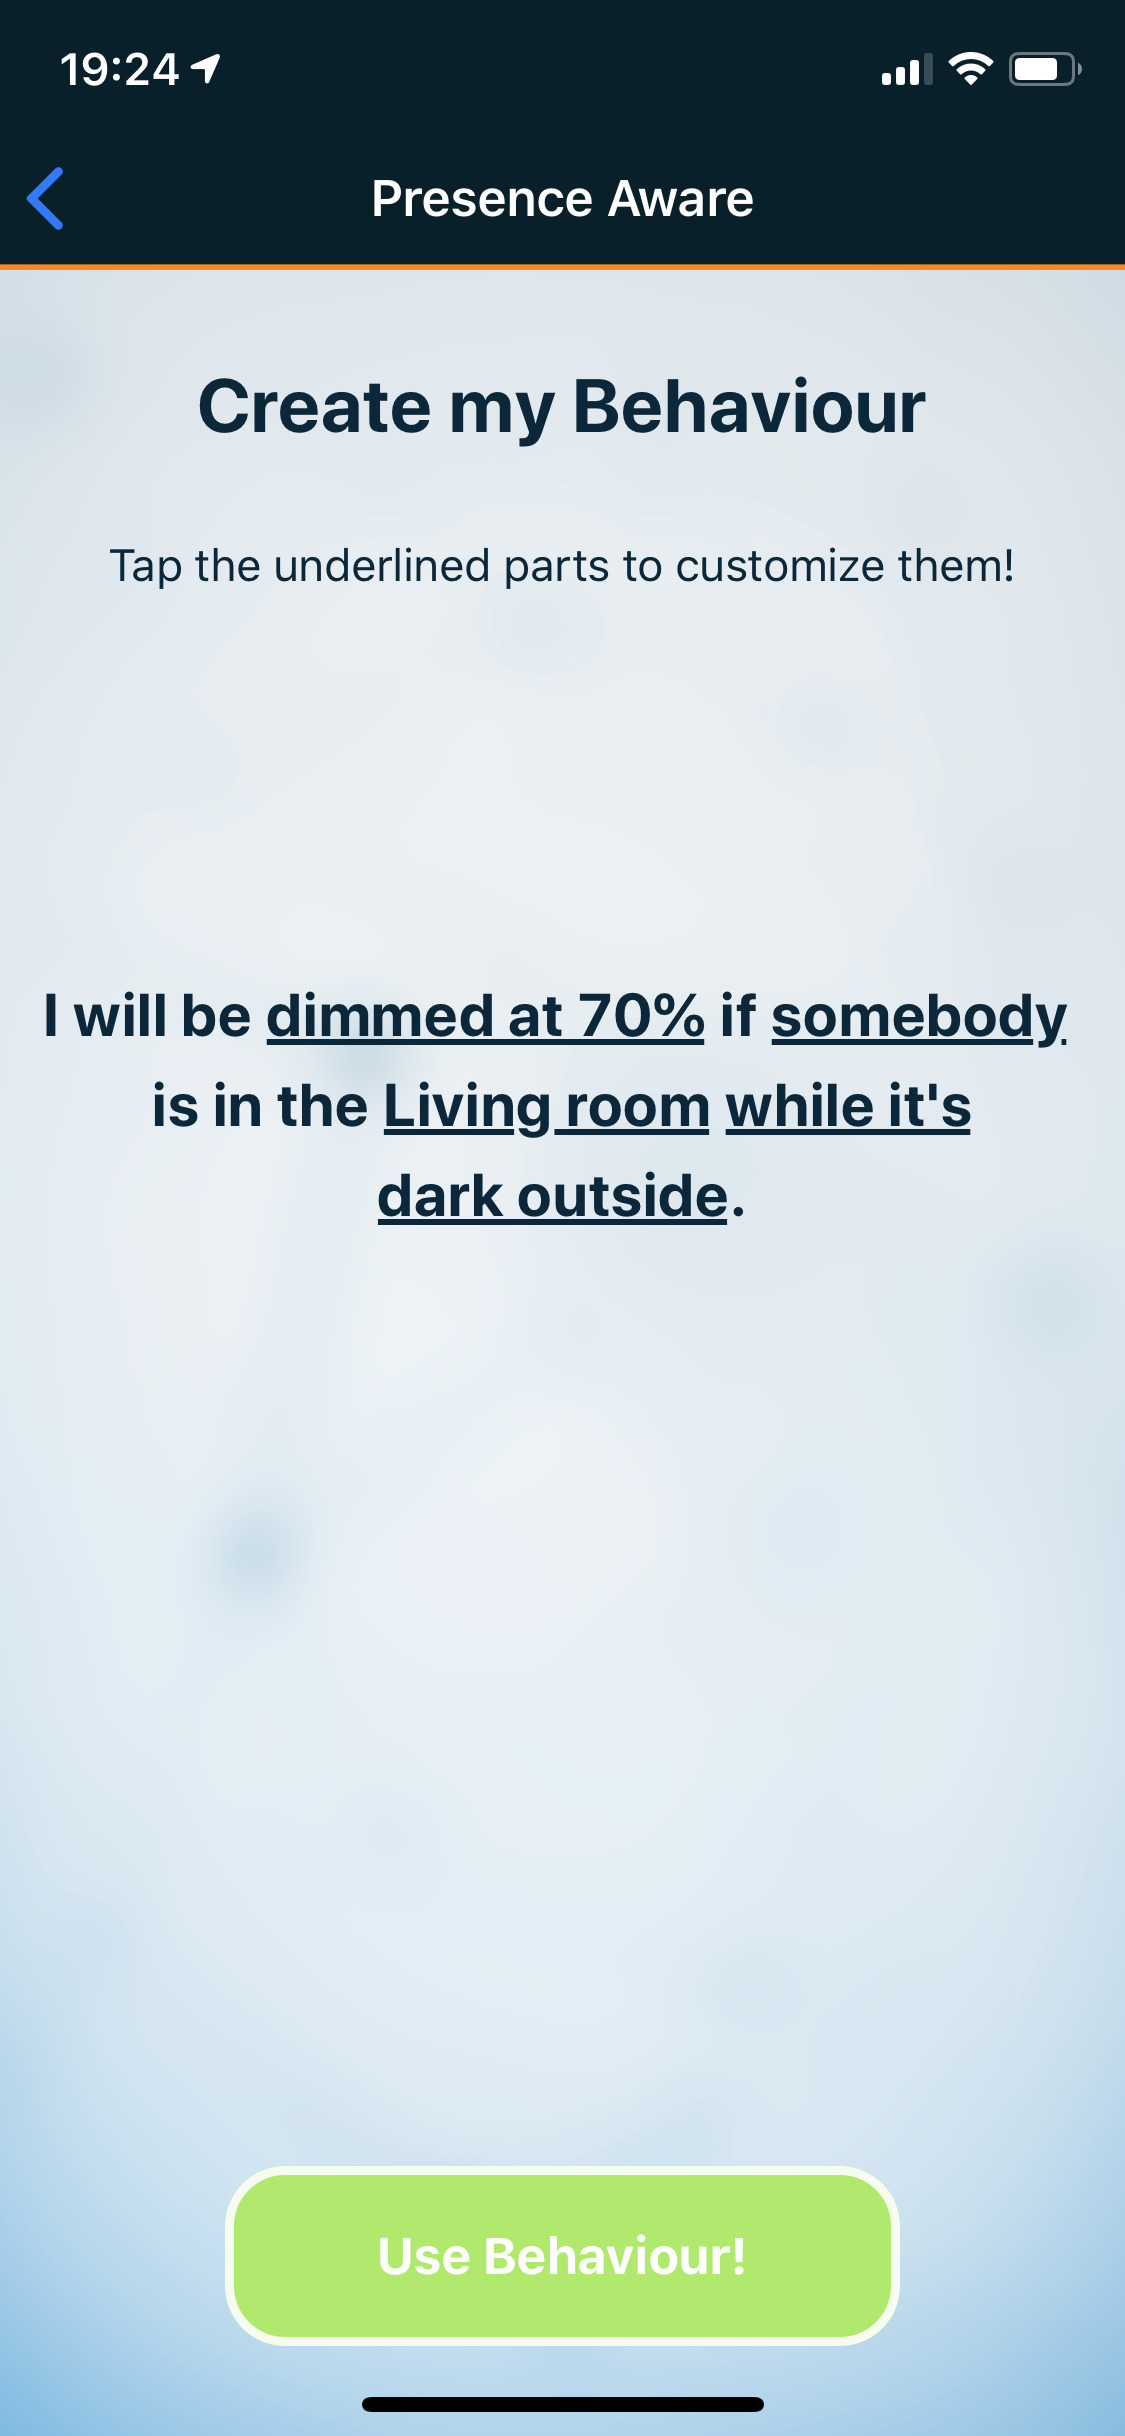 19:24
Presence Aware
Create my Behaviour
Tap the underlined parts to customize them!
I will be dimmed at 70% if somebody
is in the Living room while it's
dark outside.
Use Behaviour!